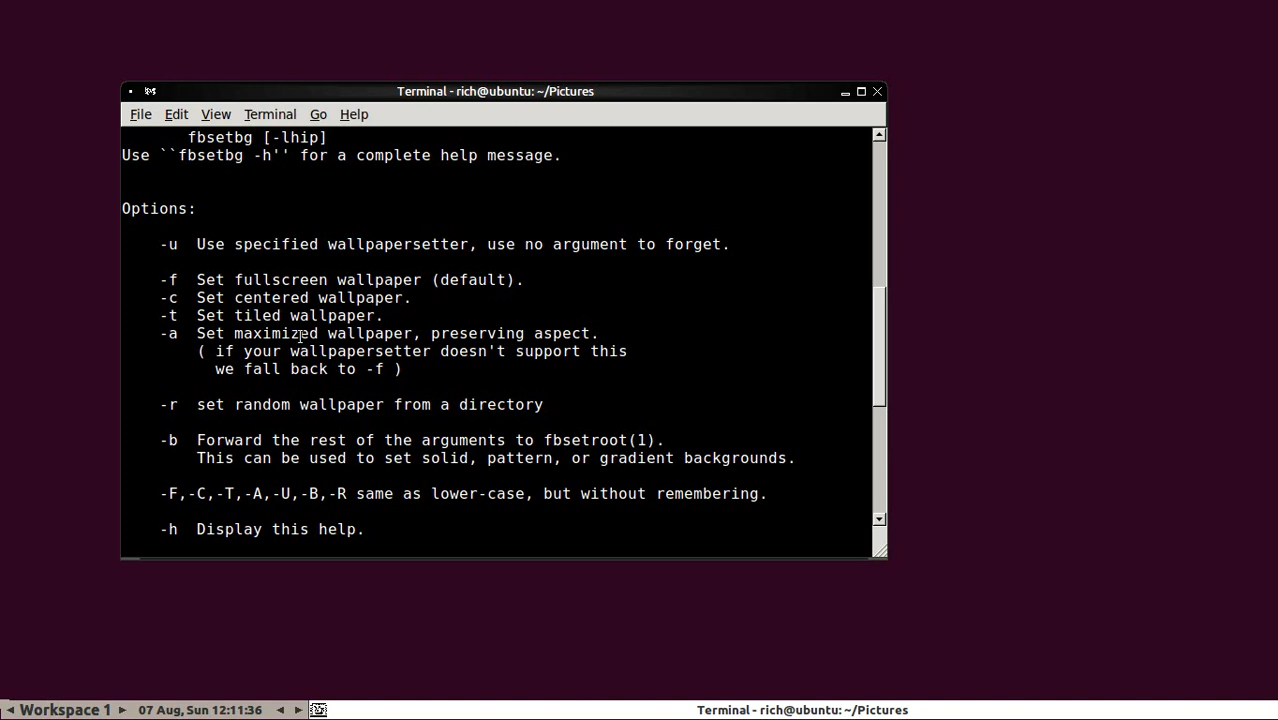 Terminal - rich@ubuntu: ~/Pictures
File Edit View Terminal Go Help
fbsetbg [-lhip]
Use ``fbsetbg -h'' for a complete help message.
Options:
-u Use specified wallpapersetter, use no argument to forget.
-f Set fullscreen wallpaper (default).
-c Set centered wallpaper.
-t Set tiled wallpaper.
-a Set maximized wallpaper, preserving aspect.
( if your wallpapersetter doesn't support this
we fall back to -f )
-r set random wallpaper from a directory
-b Forward the rest of the arguments to fbsetroot(1).
This can be used to set solid, pattern, or gradient backgrounds.
-F,-C,-T,-A,-U,-B,-R same as lower-case, but without remembering.
-h Display this help.
Workspace 1 07 Aug, Sun 12:11:36 Terminal - rich@ubuntu: ~/Pictures